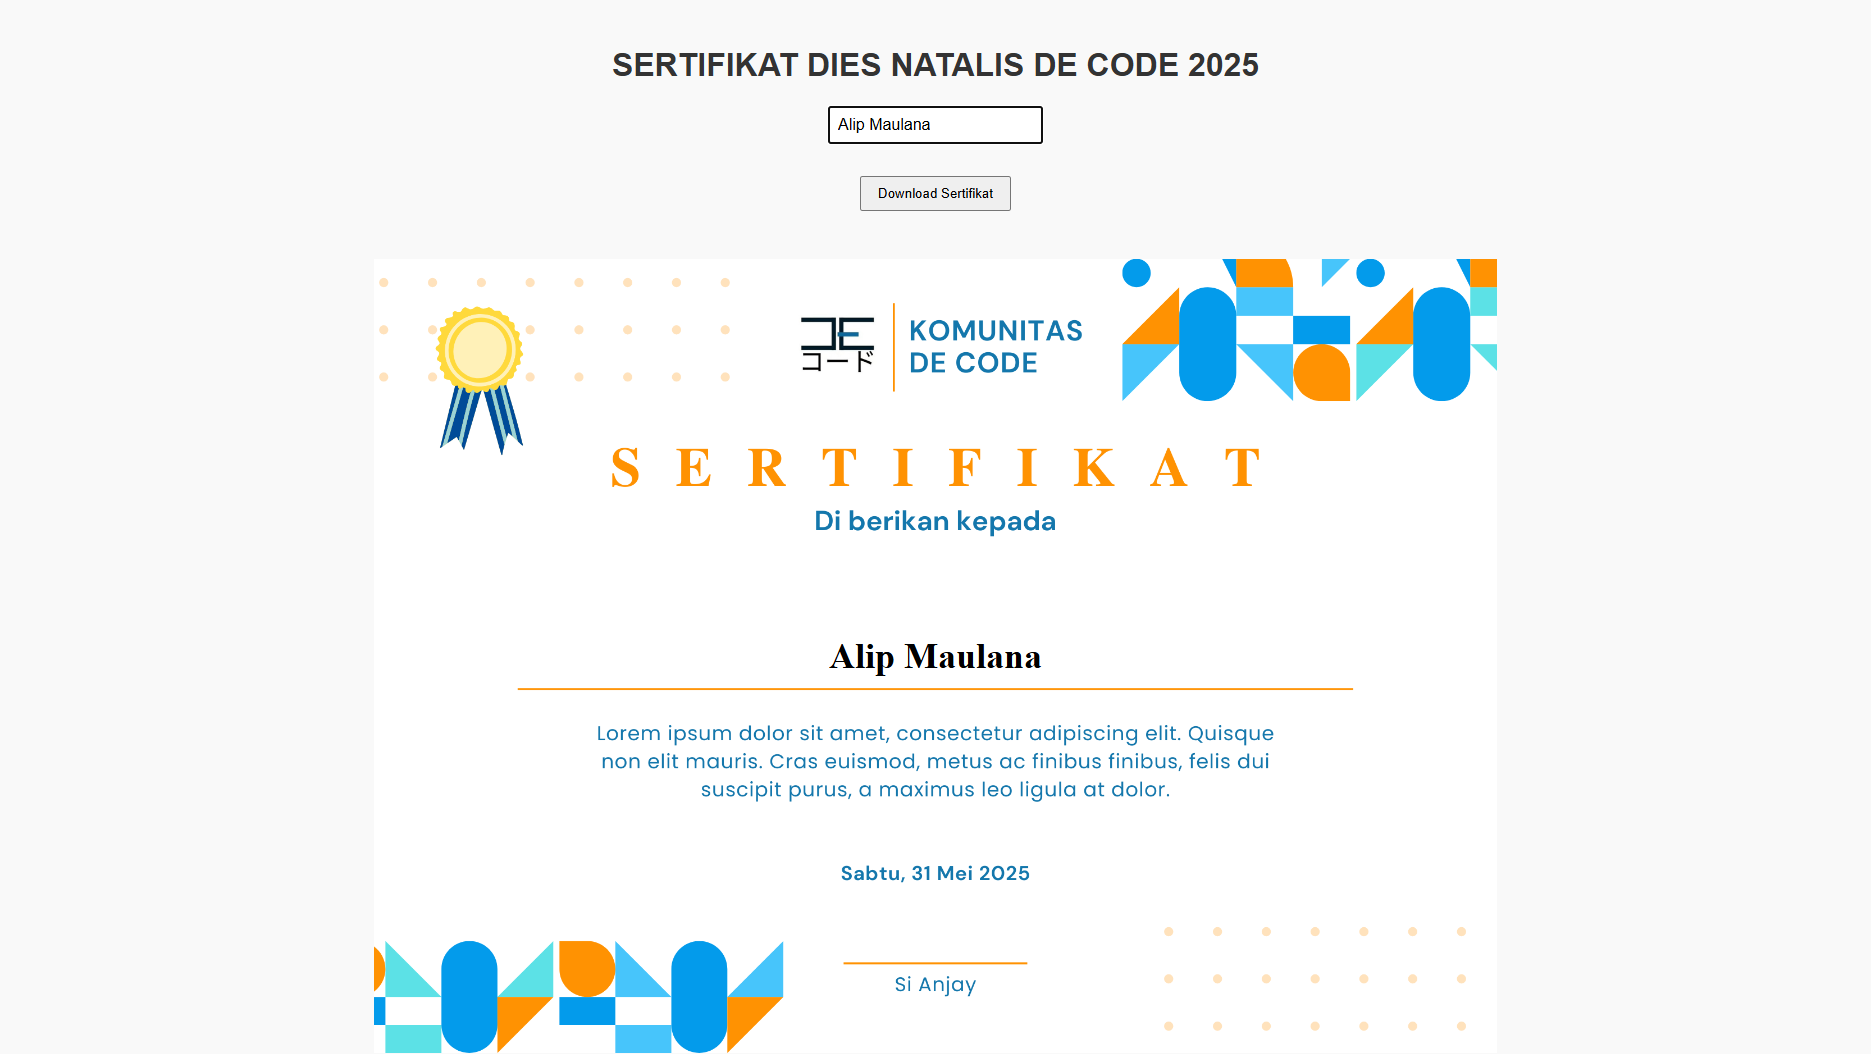 SERTIFIKAT DIES NATALIS DE CODE 2025
Alip Maulana
Download Sertifikat
コード
KOMUNITAS
DE CODE
SERTIFIKAT
Di berikan kepada
Alip Maulana
Lorem ipsum dolor sit amet, consectetur adipiscing elit. Quisque
non elit mauris. Cras euismod, metus ac finibus finibus, felis dui
suscipit purus, a maximus leo ligula at dolor.
Sabtu, 31 Mei 2025
Si Anjay